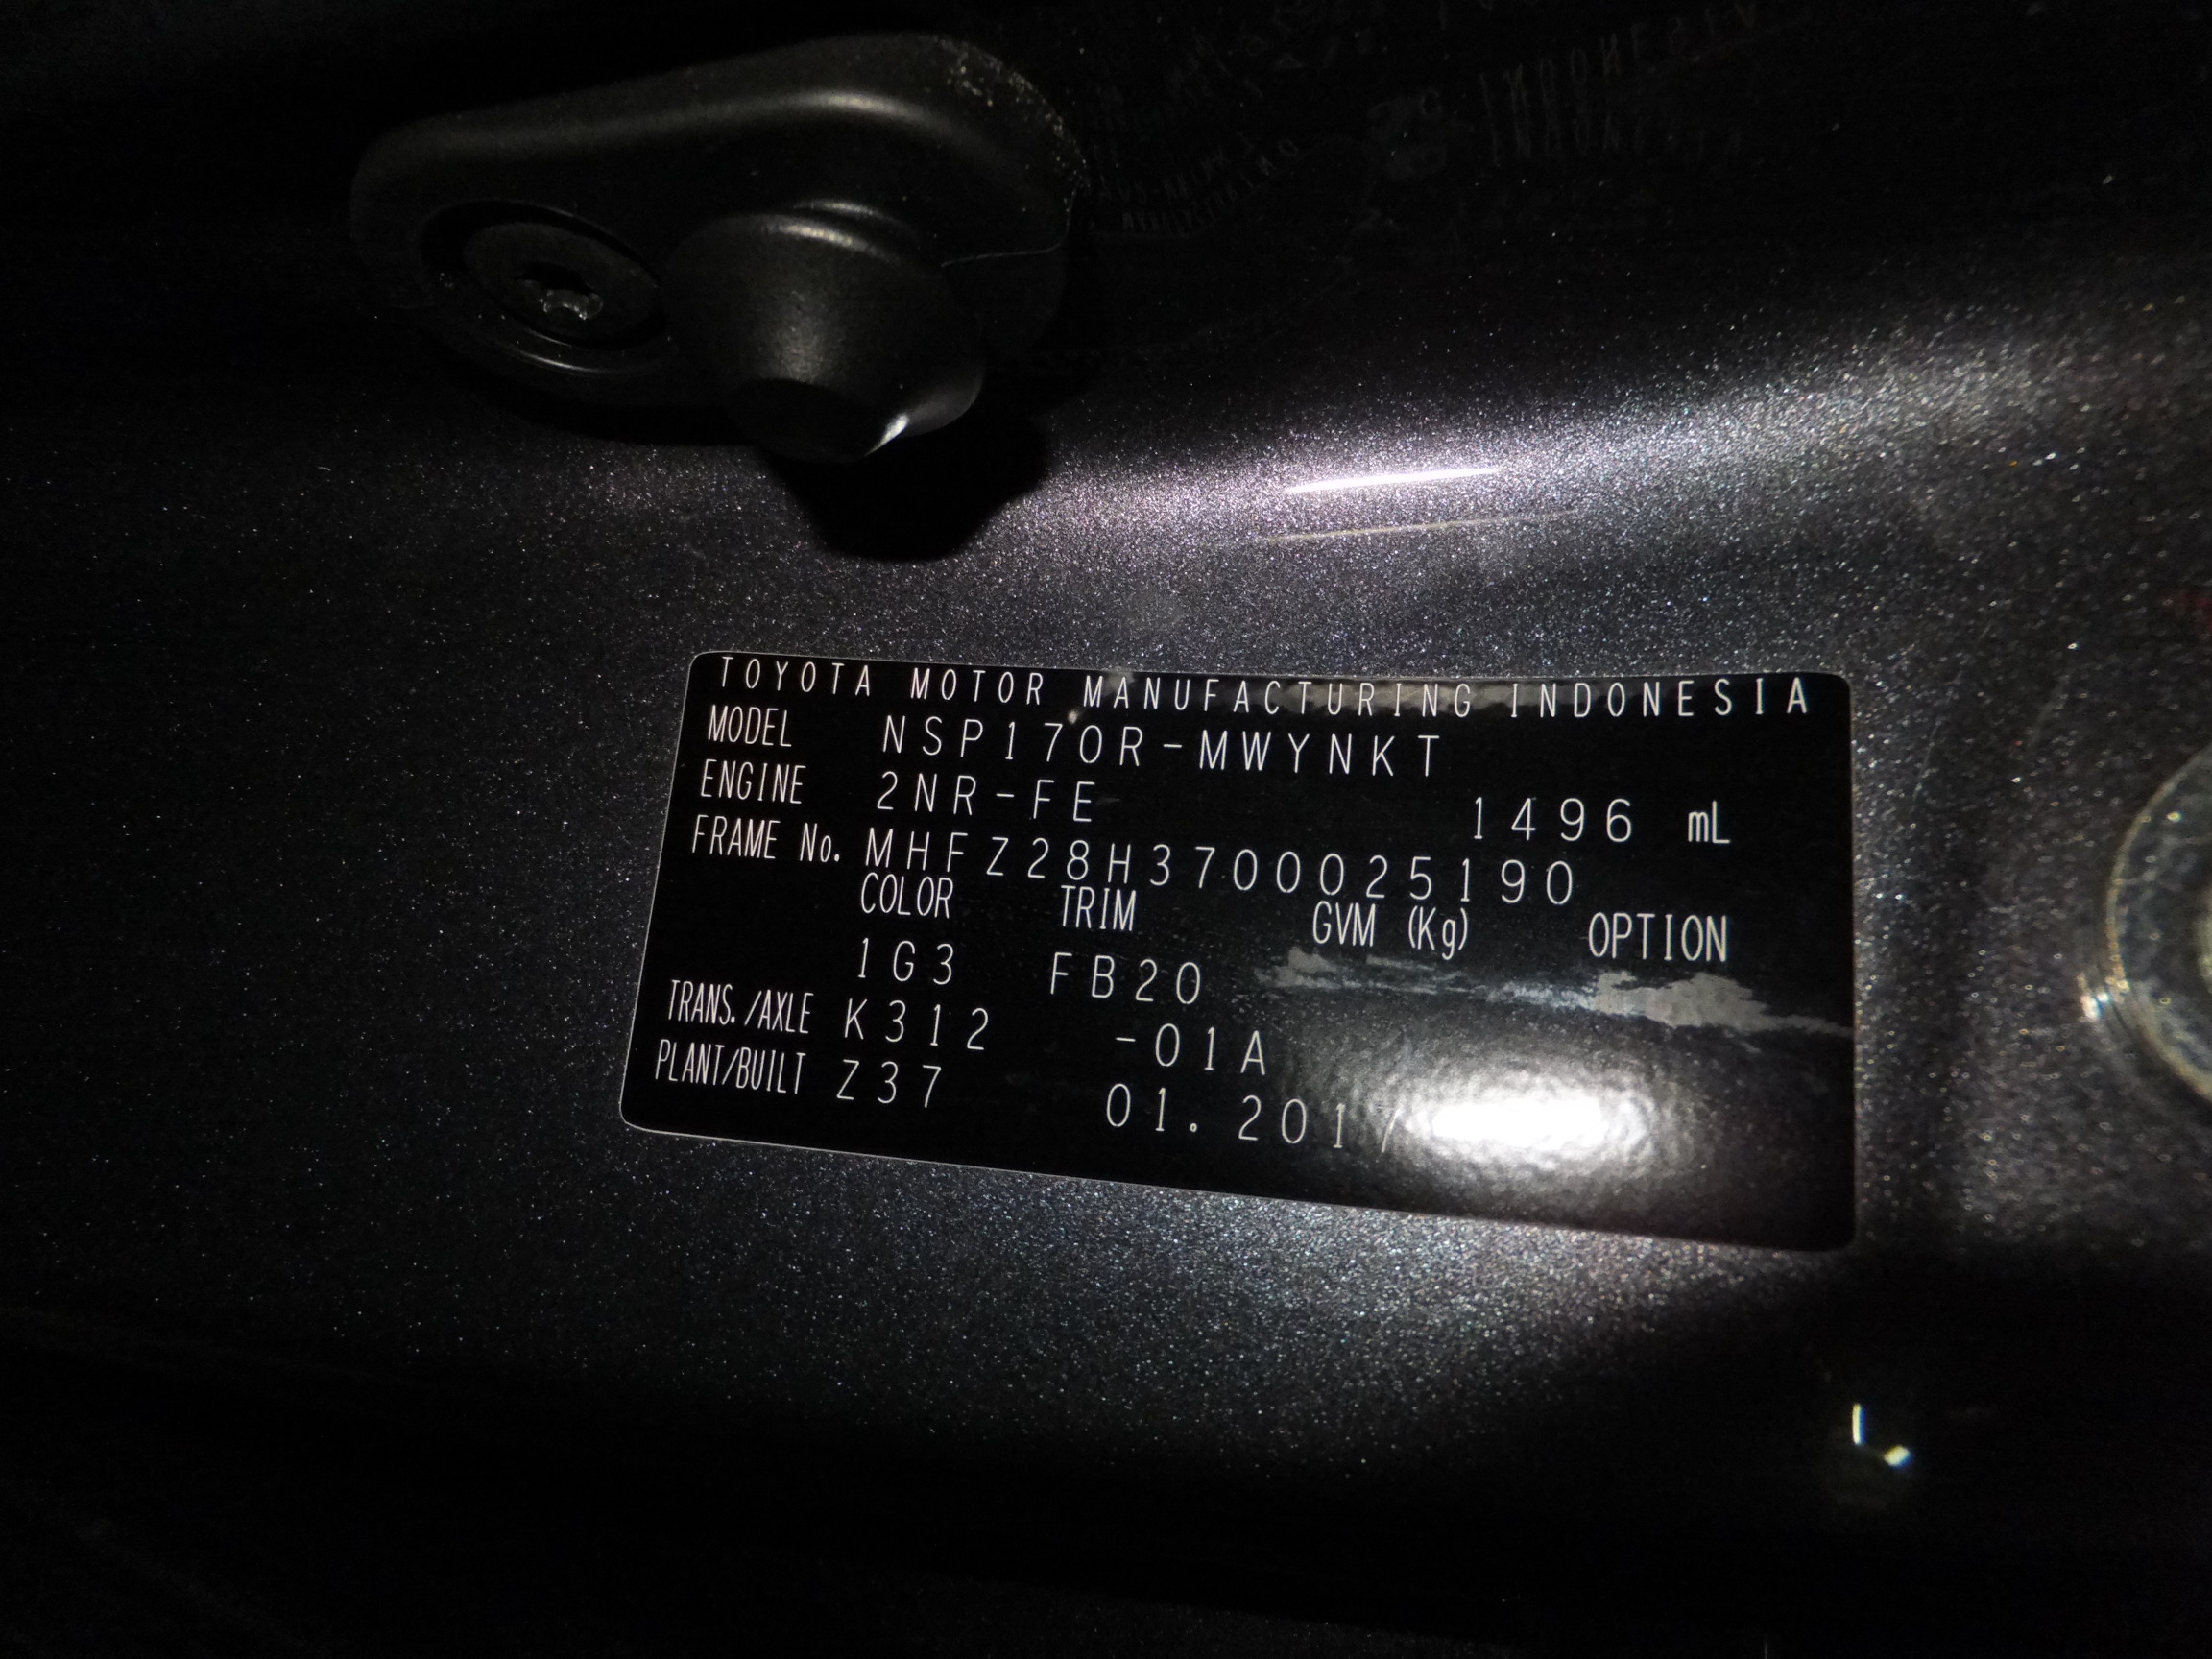 TOYOTA MOTOR MANUFACTURING INDONESIA
MODEL NSP170R-MWYNKT
ENGINE 2NR-FE 1496 mL
FRAME No. MHFZ28H3700025190
COLOR TRIM GVM (Kg) OPTION
1G3 FB20
TRANS./AXLE K312 -01A
PLANT/BUILT Z37 01.2017